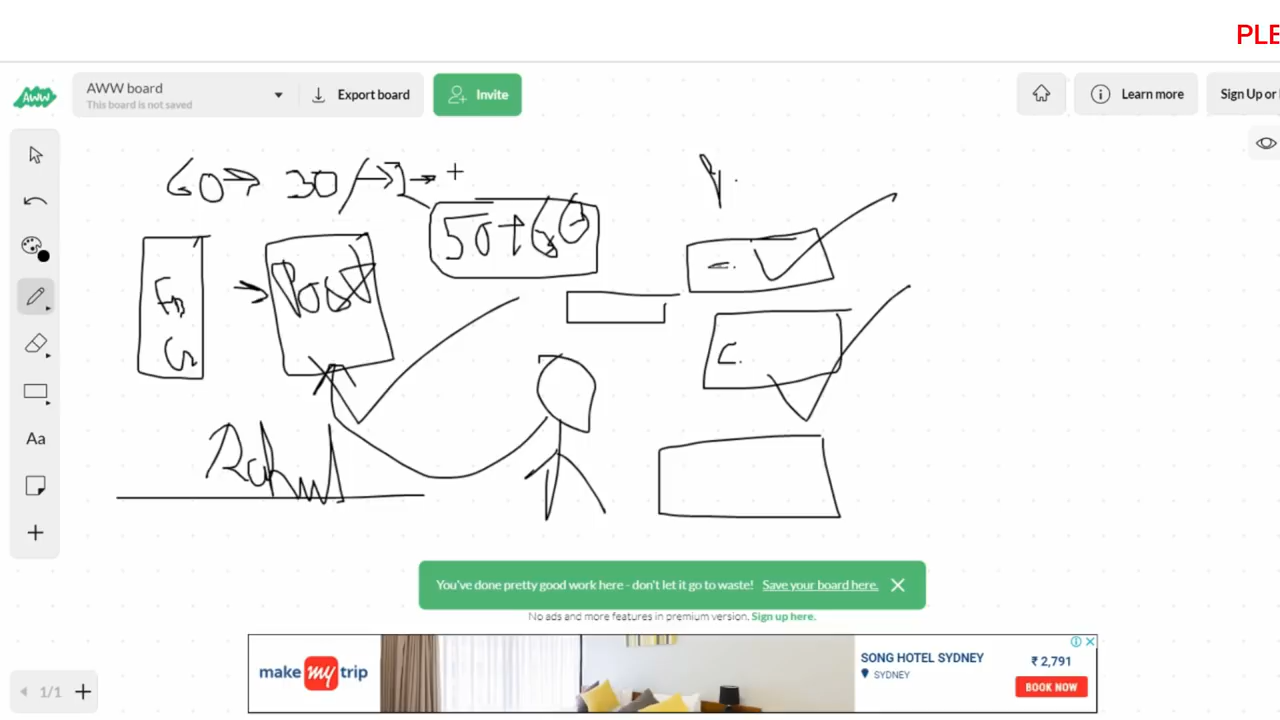 PLE
AWW
AWW board
This board is not saved
Export board
Invite
Learn more
Sign Up or
60 → 30 / → ] → +
50+60
Post
C.
Rahul
Aa
You've done pretty good work here - don't let it go to waste! Save your board here.
No ads and more features in premium version. Sign up here.
1/1
make my trip
SONG HOTEL SYDNEY
SYDNEY
₹ 2,791
BOOK NOW